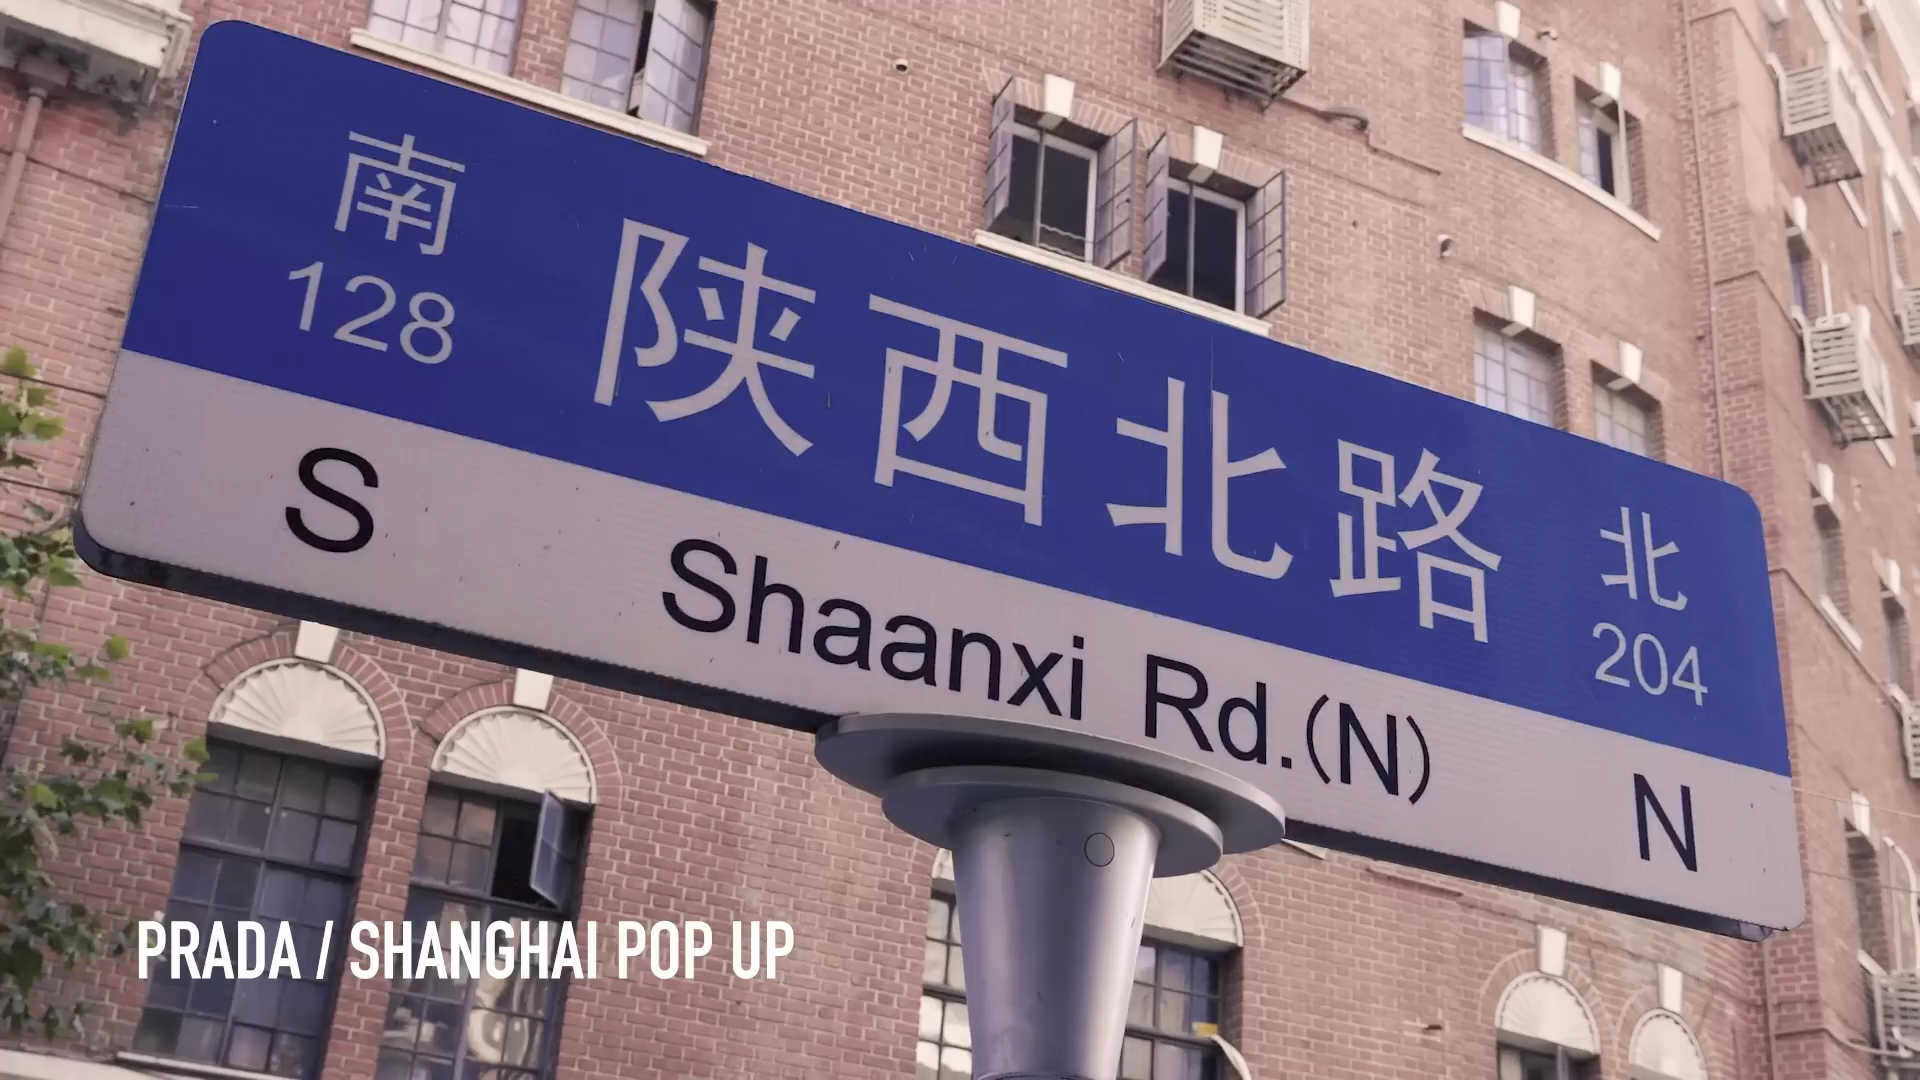 南
128
陕西北路
北
204
S
Shaanxi Rd.(N)
N
PRADA / SHANGHAI POP UP